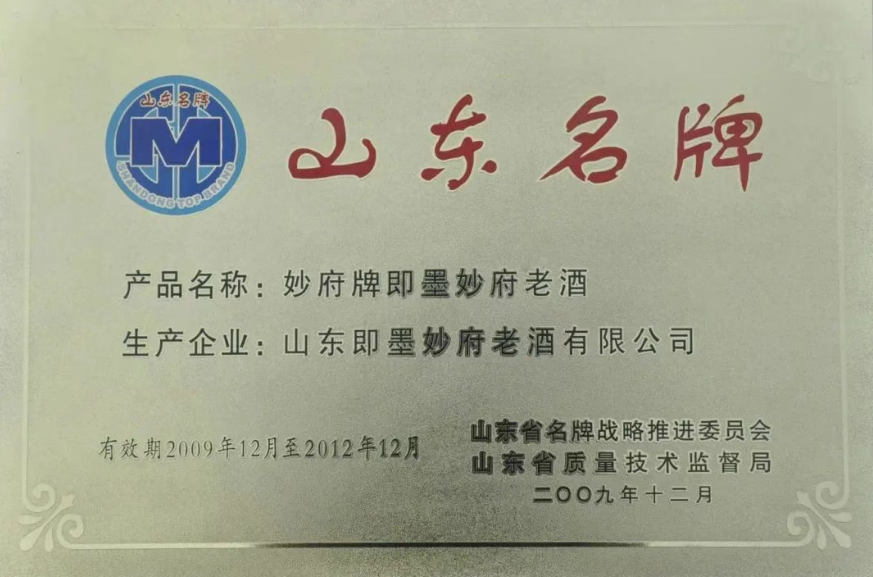 山东名牌
M
SHANDONG TOP BRAND
山东名牌
产品名称：妙府牌即墨妙府老酒
生产企业：山东即墨妙府老酒有限公司
有效期2009年12月至2012年12月
山东省名牌战略推进委员会
山东省质量技术监督局
二〇〇九年十二月